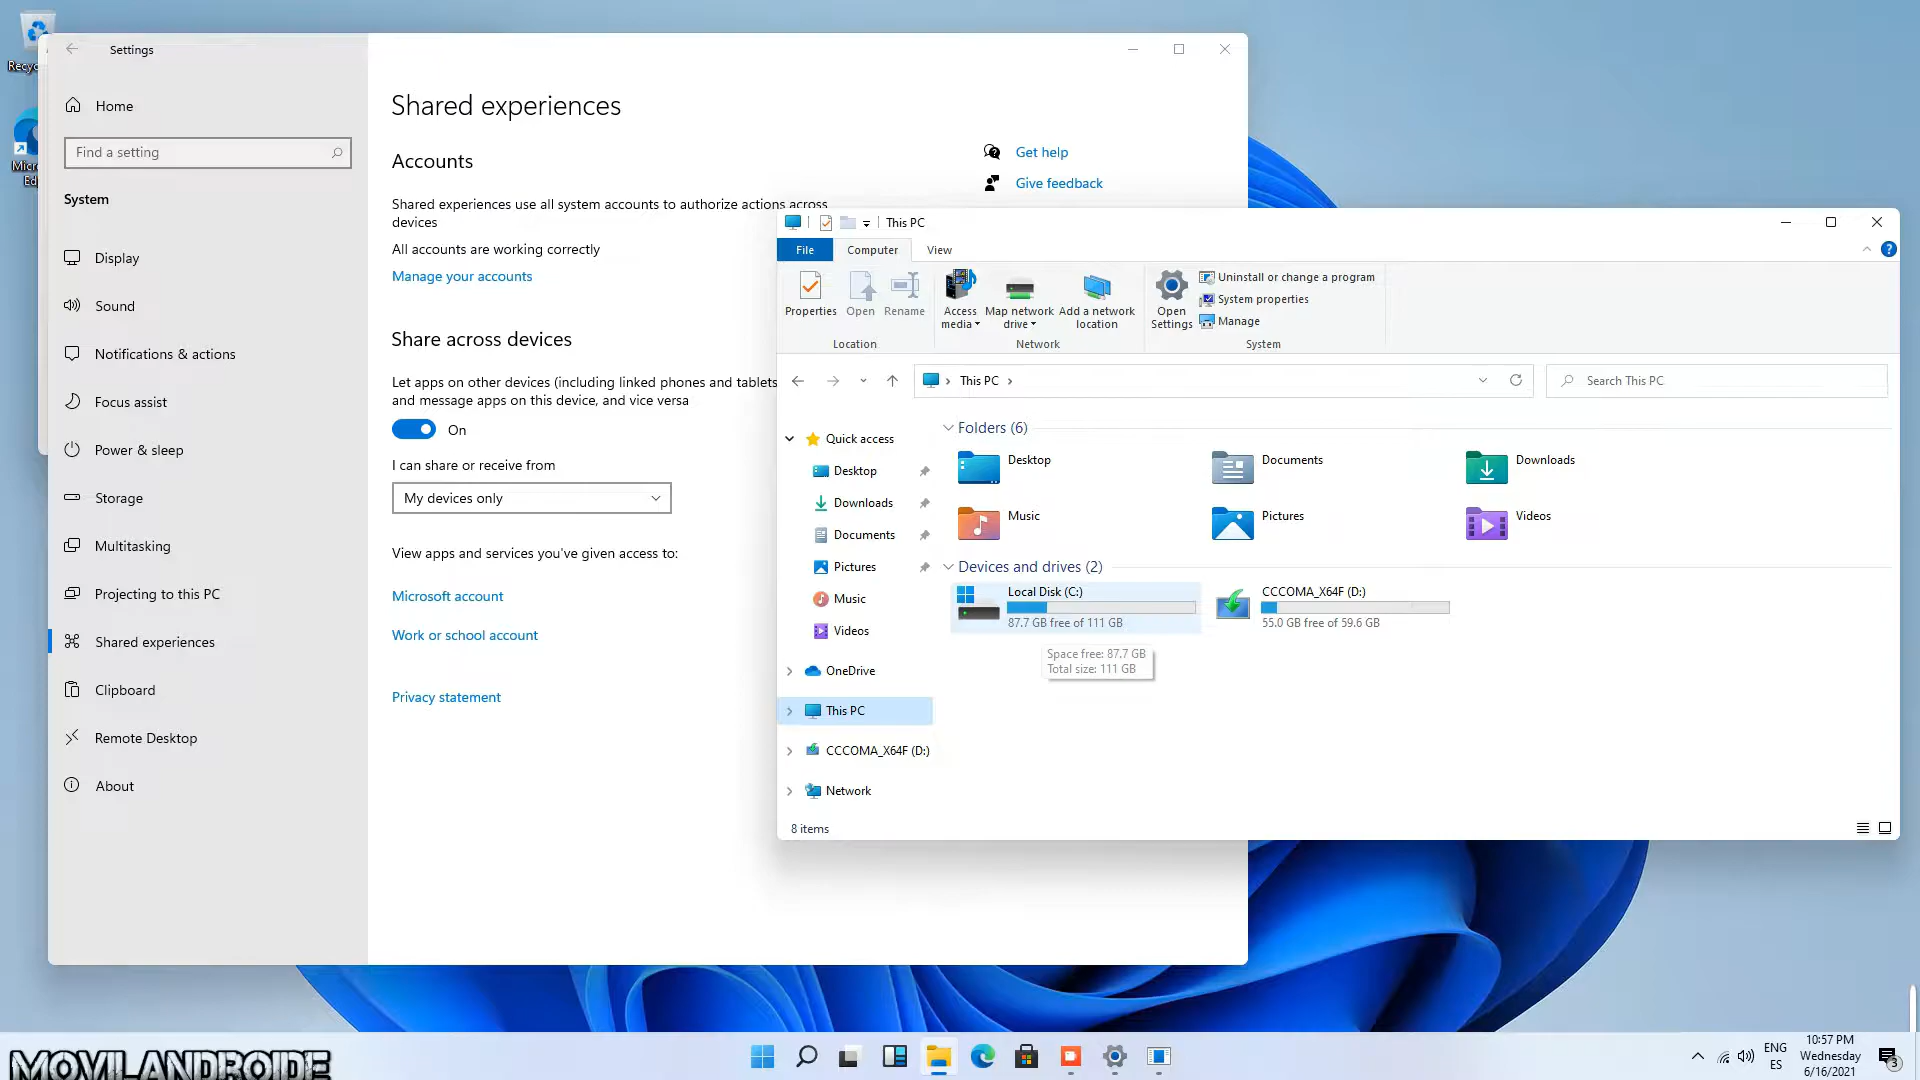 Recyc
Micro
Ed
Settings
Home
Find a setting
System
Display
Sound
Notifications & actions
Focus assist
Power & sleep
Storage
Multitasking
Projecting to this PC
Shared experiences
Clipboard
Remote Desktop
About
Shared experiences
Accounts
Shared experiences use all system accounts to authorize actions across
devices
All accounts are working correctly
Manage your accounts
Share across devices
Let apps on other devices (including linked phones and tablets
and message apps on this device, and vice versa
On
I can share or receive from
My devices only
View apps and services you've given access to:
Microsoft account
Work or school account
Privacy statement
Get help
Give feedback
This PC
File Computer View
Properties Open Rename
Location
Access
media
Map network
drive
Add a network
location
Network
Open
Settings
Uninstall or change a program
System properties
Manage
System
This PC
Search This PC
Quick access
Desktop
Downloads
Documents
Pictures
Music
Videos
OneDrive
This PC
CCCOMA_X64F (D:)
Network
Folders (6)
Desktop Documents Downloads
Music Pictures Videos
Devices and drives (2)
Local Disk (C:)
87.7 GB free of 111 GB
CCCOMA_X64F (D:)
55.0 GB free of 59.6 GB
Space free: 87.7 GB
Total size: 111 GB
8 items
MOVILANDROIDE
ENG
ES
10:57 PM
Wednesday
6/16/2021
3